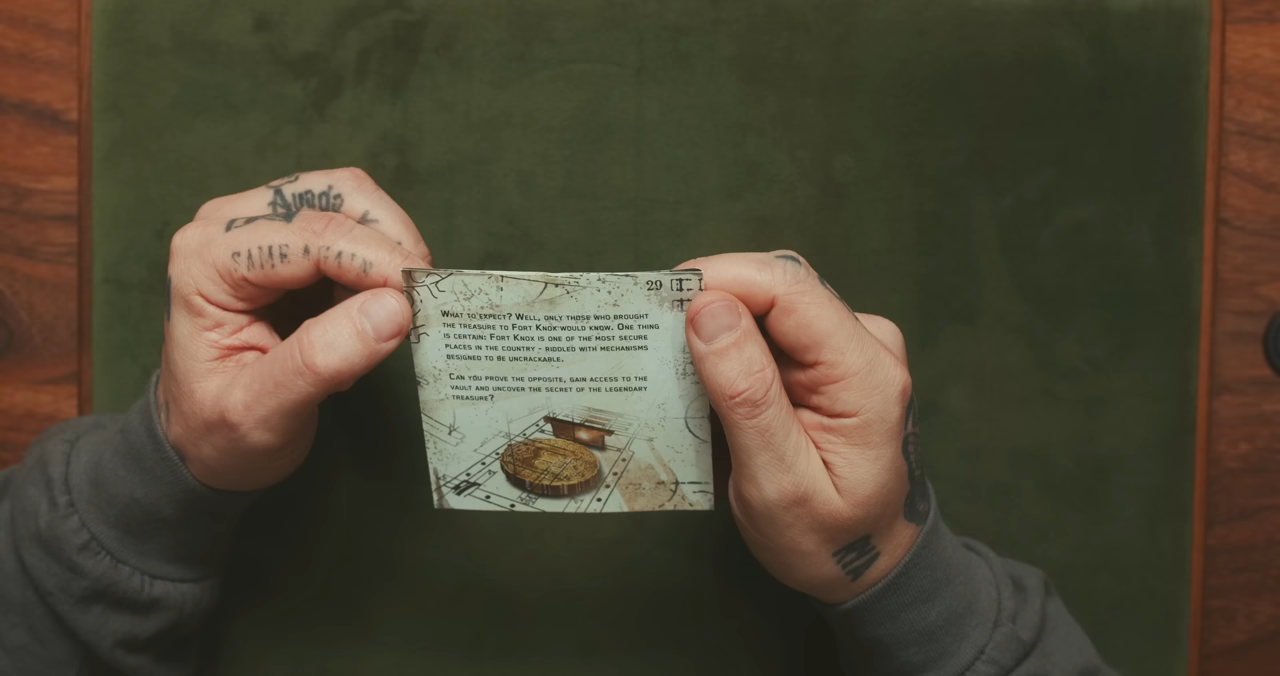 Avada
SAME AGAIN
29
WHAT TO EXPECT? WELL, ONLY THOSE WHO BROUGHT
THE TREASURE TO FORT KNOX WOULD KNOW. ONE THING
IS CERTAIN: FORT KNOX IS ONE OF THE MOST SECURE
PLACES IN THE COUNTRY - RIDDLED WITH MECHANISMS
DESIGNED TO BE UNCRACKABLE.
CAN YOU PROVE THE OPPOSITE, GAIN ACCESS TO THE
VAULT AND UNCOVER THE SECRET OF THE LEGENDARY
TREASURE?